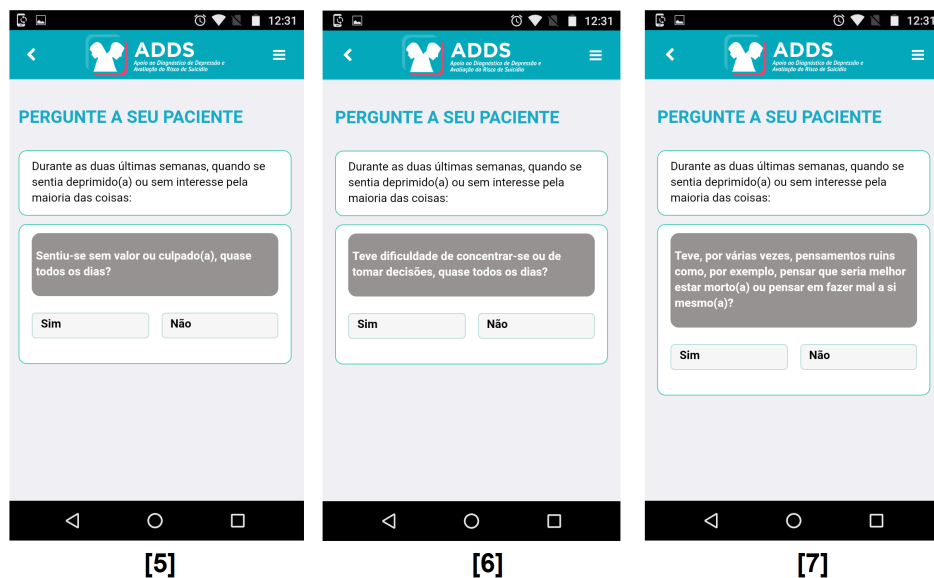 12:31
ADDS
Apoio ao Diagnóstico de Depressão e
Avaliação do Risco de Suicídio
PERGUNTE A SEU PACIENTE
Durante as duas últimas semanas, quando se
sentia deprimido(a) ou sem interesse pela
maioria das coisas:
Sentiu-se sem valor ou culpado(a), quase
todos os dias?
Sim
Não
[5]
12:31
ADDS
Apoio ao Diagnóstico de Depressão e
Avaliação do Risco de Suicídio
PERGUNTE A SEU PACIENTE
Durante as duas últimas semanas, quando se
sentia deprimido(a) ou sem interesse pela
maioria das coisas:
Teve dificuldade de concentrar-se ou de
tomar decisões, quase todos os dias?
Sim
Não
[6]
12:31
ADDS
Apoio ao Diagnóstico de Depressão e
Avaliação do Risco de Suicídio
PERGUNTE A SEU PACIENTE
Durante as duas últimas semanas, quando se
sentia deprimido(a) ou sem interesse pela
maioria das coisas:
Teve, por várias vezes, pensamentos ruins
como, por exemplo, pensar que seria melhor
estar morto(a) ou pensar em fazer mal a si
mesmo(a)?
Sim
Não
[7]